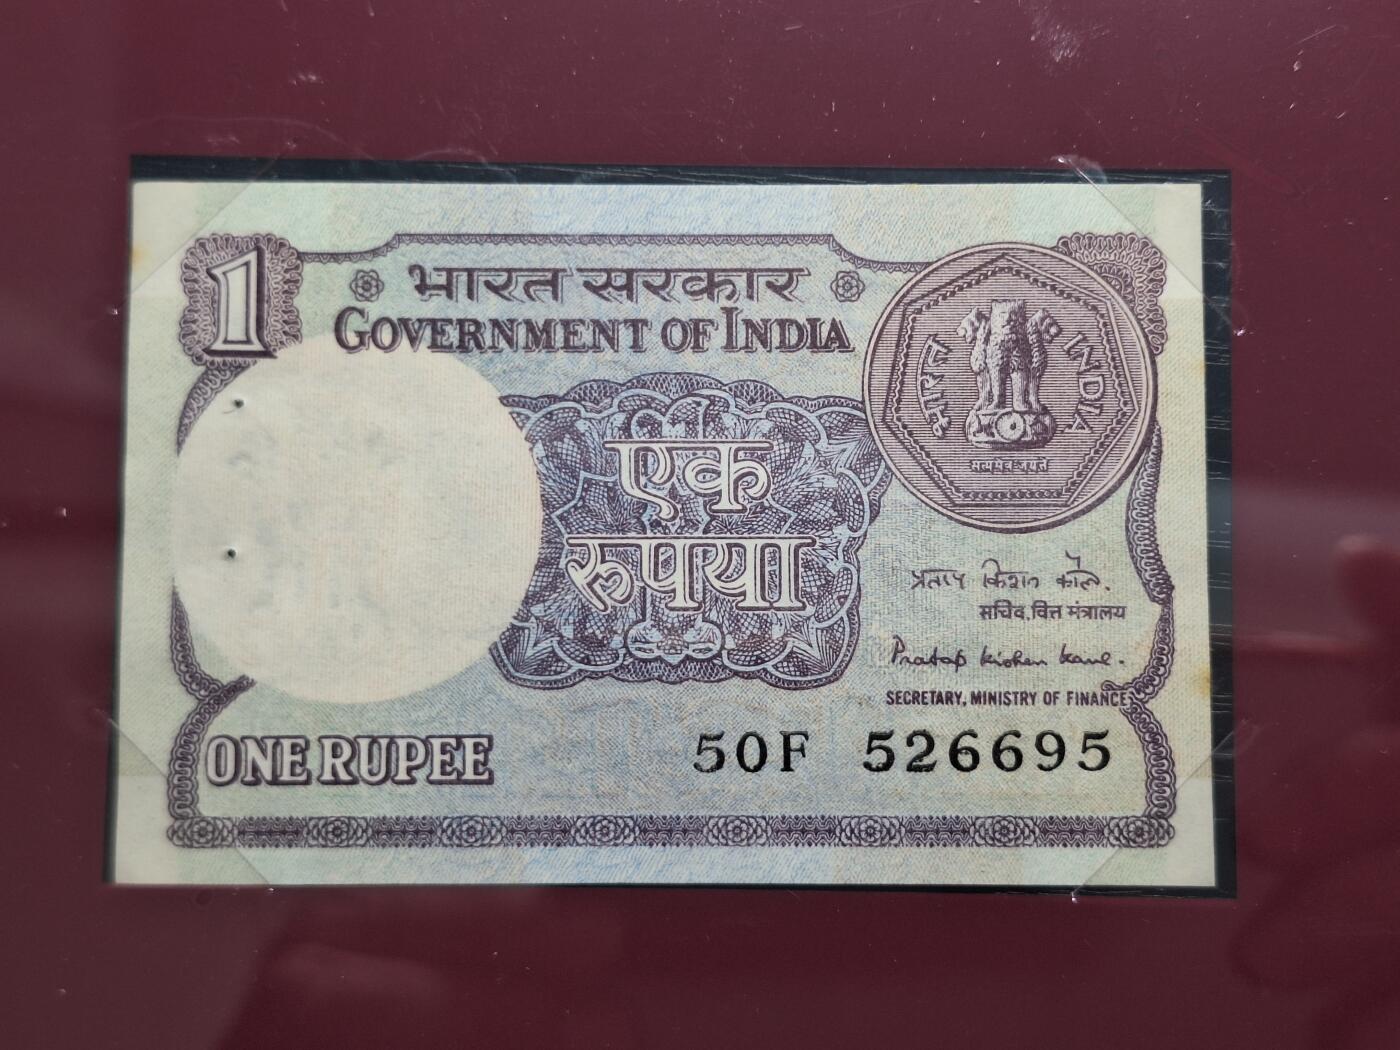 1
भारत सरकार
GOVERNMENT OF INDIA
भारत
INDIA
सत्यमेव जयते
एक
रुपया
प्रताप किशन कौल.
सचिव, वित्त मंत्रालय
Pratap Kishen Kaul.
SECRETARY, MINISTRY OF FINANCE
ONE RUPEE
50F 526695